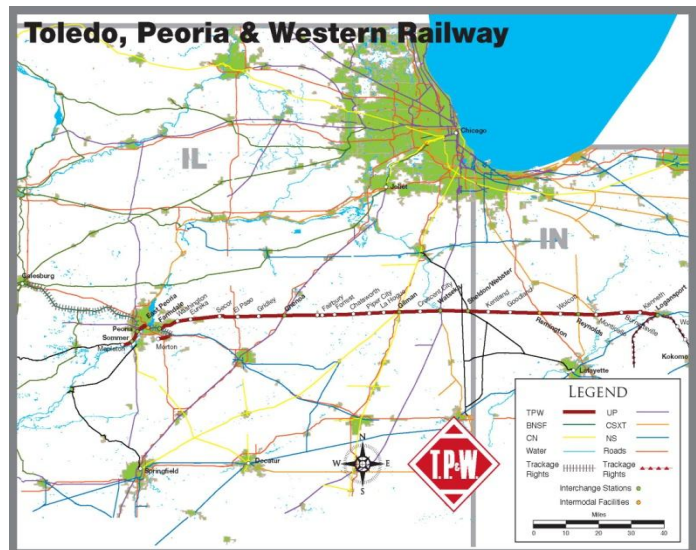 Toledo, Peoria & Western Railway
Chicago
IL
Joliet
IN
Galesburg
East Peoria
Farmdale
Washington
Eureka
Secor
El Paso
Gridley
Chenoa
Fairbury
Forrest
Chatsworth
Piper City
La Hogue
Gilman
Crescent City
Watseka
Sheldon/Webster
Kentland
Goodland
Remington
Wolcott
Reynolds
Monticello
Burnettsville
Kenneth
Logansport
Peoria
Sommer
Mapleton
Morton
Kokomo
Lafayette
Springfield
Decatur
N
W
E
S
T.P.&W.
LEGEND
TPW
UP
BNSF
CSXT
CN
NS
Water
Roads
Trackage Rights
Trackage Rights
Interchange Stations
Intermodal Facilities
Miles
0 10 20 30 40